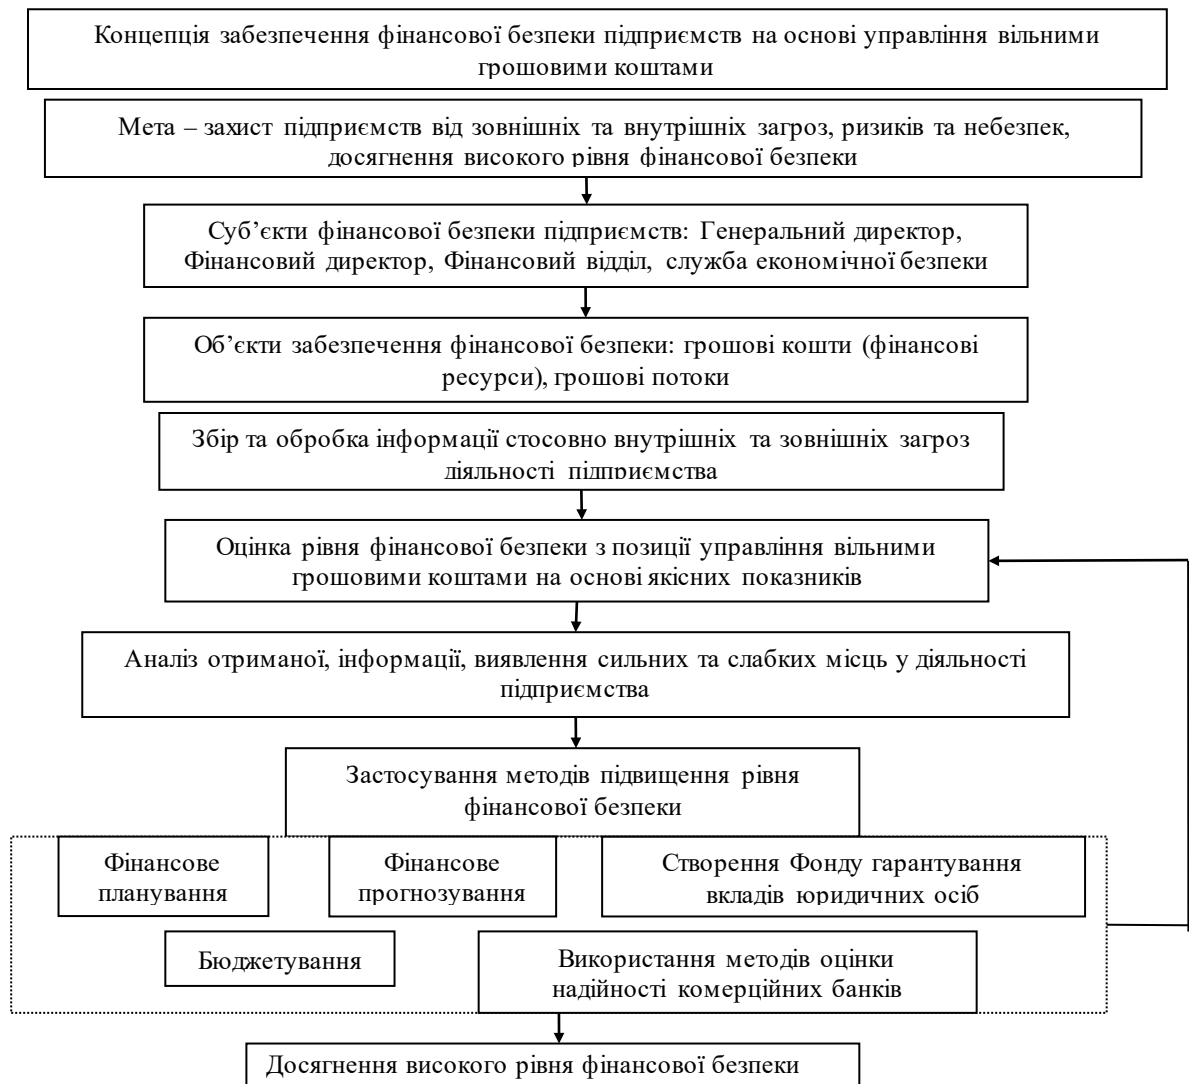 Концепція забезпечення фінансової безпеки підприємств на основі управління вільними
грошовими коштами
Мета – захист підприємств від зовнішніх та внутрішніх загроз, ризиків та небезпек,
досягнення високого рівня фінансової безпеки
Суб’єкти фінансової безпеки підприємств: Генеральний директор,
Фінансовий директор, Фінансовий відділ, служба економічної безпеки
Об’єкти забезпечення фінансової безпеки: грошові кошти (фінансові
ресурси), грошові потоки
Збір та обробка інформації стосовно внутрішніх та зовнішніх загроз
діяльності підприємства
Оцінка рівня фінансової безпеки з позиції управління вільними
грошовими коштами на основі якісних показників
Аналіз отриманої, інформації, виявлення сильних та слабких місць у діяльності
підприємства
Застосування методів підвищення рівня
фінансової безпеки
Фінансове
планування
Фінансове
прогнозування
Створення Фонду гарантування
вкладів юридичних осіб
Бюджетування
Використання методів оцінки
надійності комерційних банків
Досягнення високого рівня фінансової безпеки